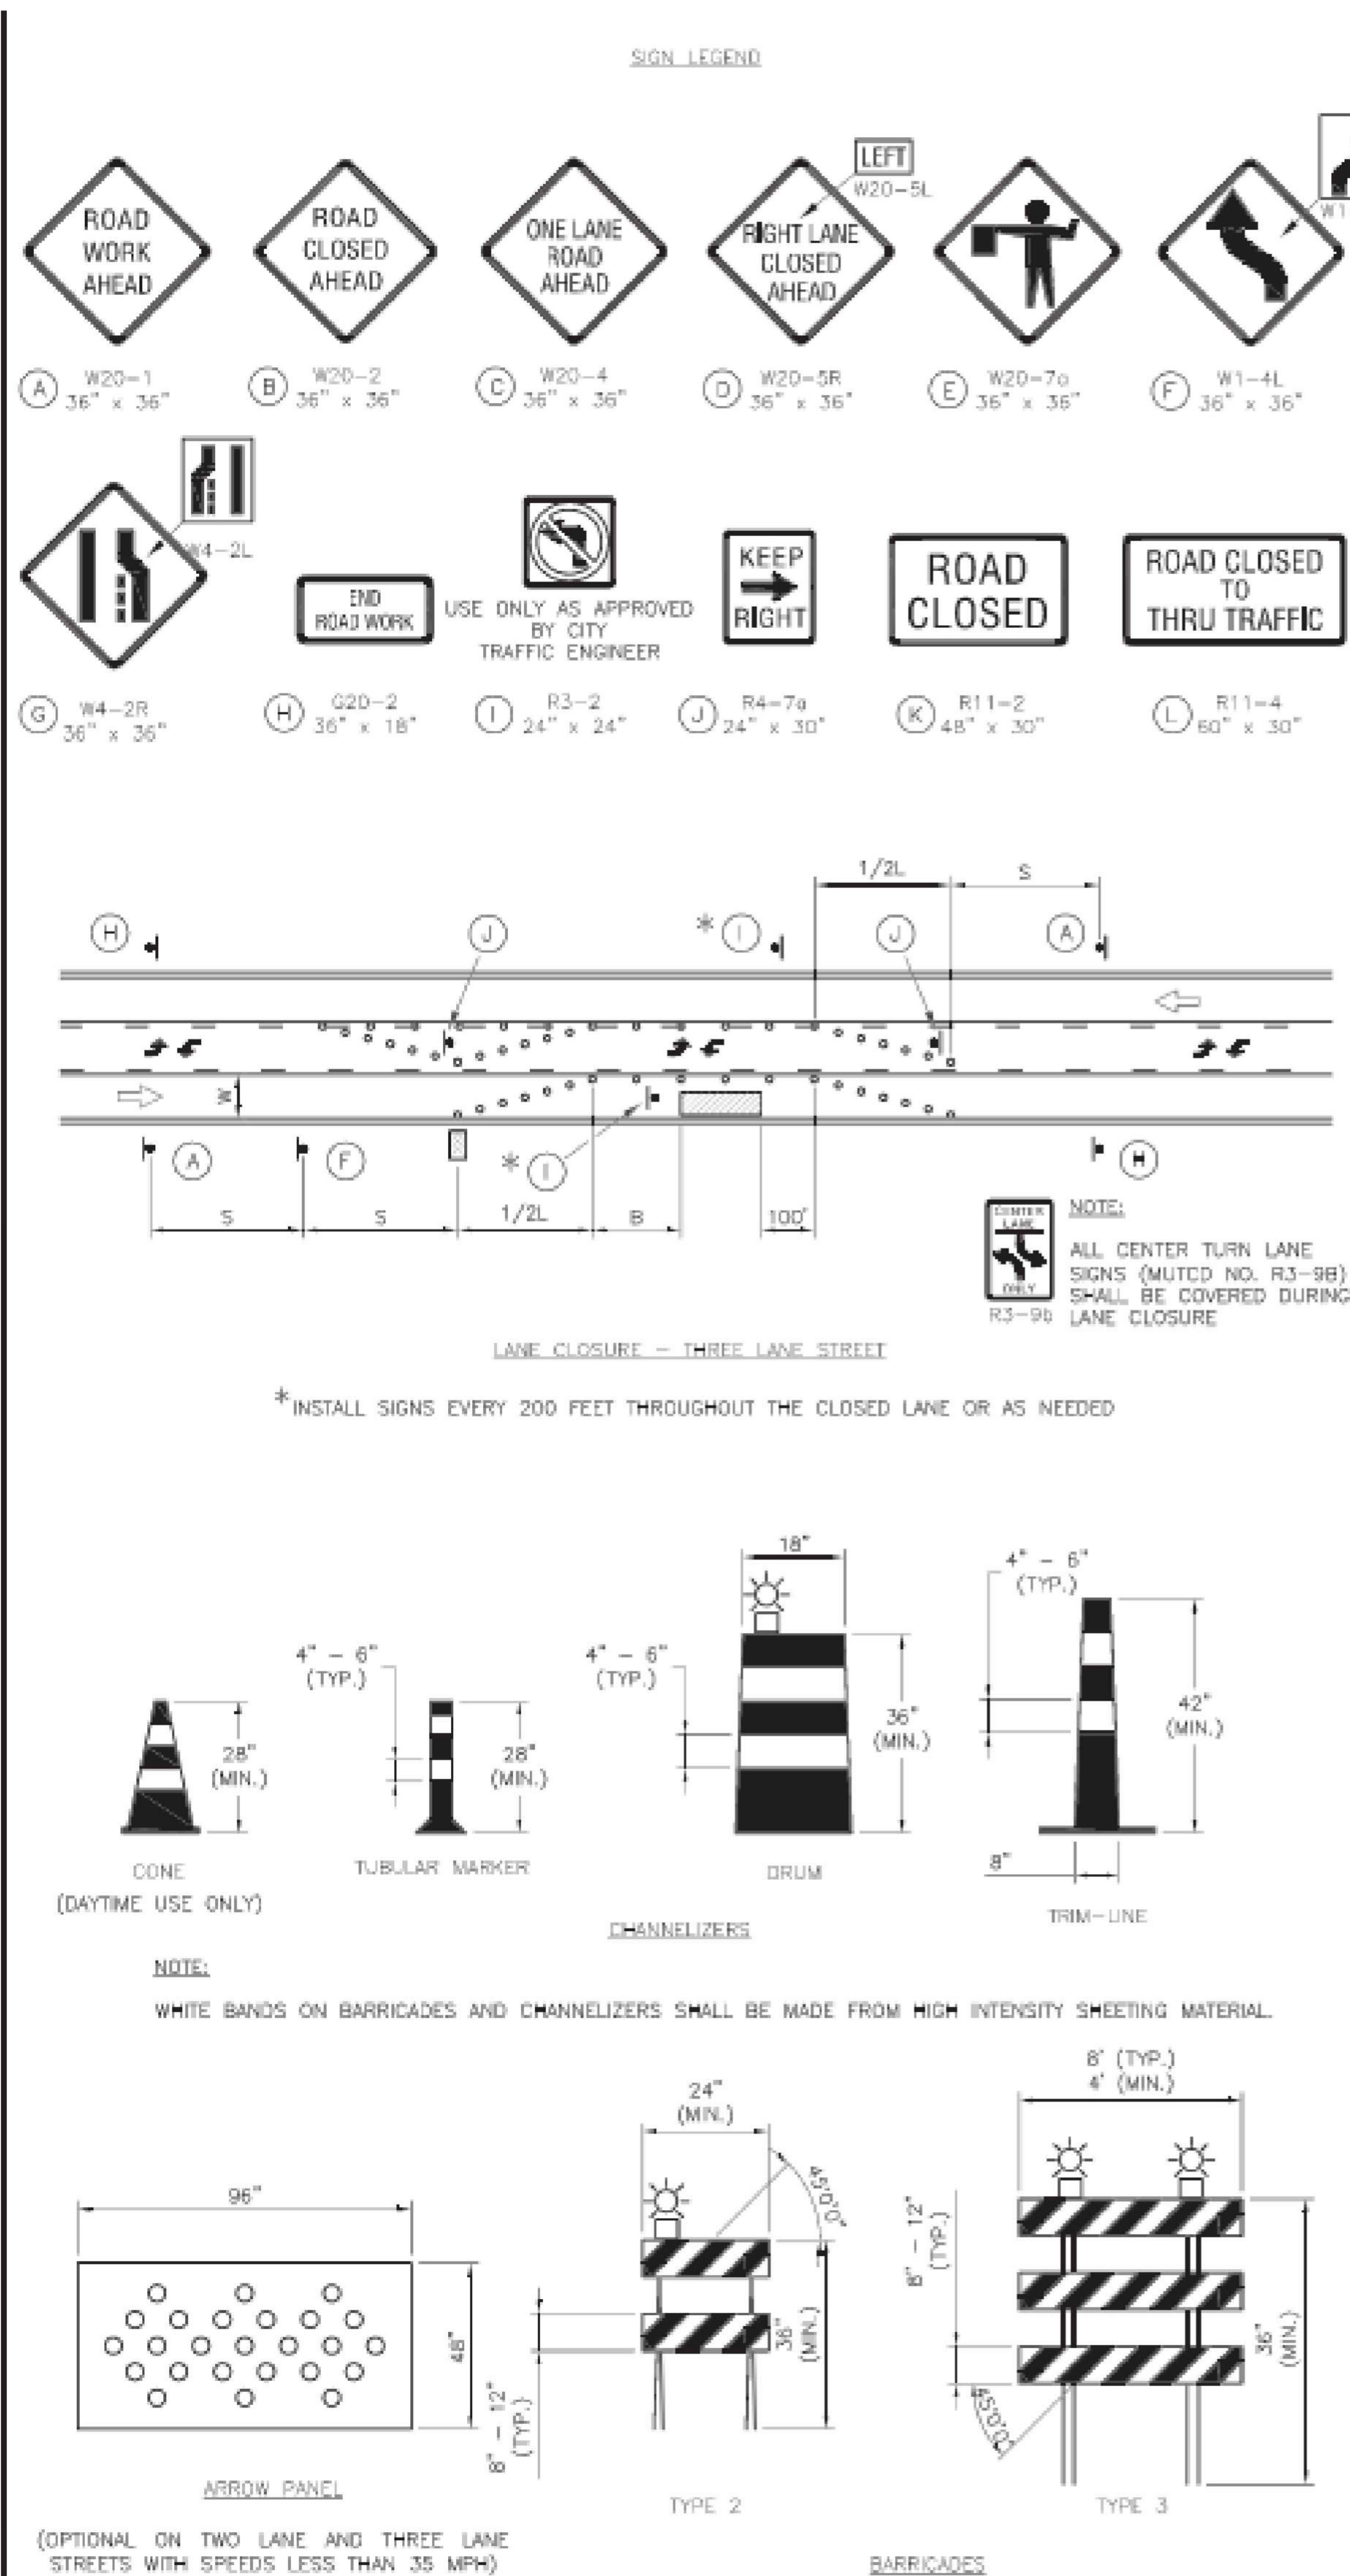 SIGN LEGEND
ROAD
WORK
AHEAD
ROAD
CLOSED
AHEAD
ONE LANE
ROAD
AHEAD
LEFT
W20-5L
RIGHT LANE
CLOSED
AHEAD
W1
A W20-1
36" x 36"
B W20-2
36" x 36"
C W20-4
36" x 36"
D W20-5R
36" x 36"
E W20-7a
36" x 36"
F W1-4L
36" x 36"
W4-2L
END
ROAD WORK
USE ONLY AS APPROVED
BY CITY
TRAFFIC ENGINEER
KEEP
RIGHT
ROAD
CLOSED
ROAD CLOSED
TO
THRU TRAFFIC
G W4-2R
36" x 36"
H G20-2
36" x 18"
I R3-2
24" x 24"
J R4-7a
24" x 30"
K R11-2
48" x 30"
L R11-4
60" x 30"
1/2L S
H J * I J A
W
A F * I H
S S 1/2L B 100'
CENTER
LANE
ONLY
R3-9b
NOTE:
ALL CENTER TURN LANE
SIGNS (MUTCD NO. R3-9B)
SHALL BE COVERED DURING
LANE CLOSURE
LANE CLOSURE - THREE LANE STREET
*INSTALL SIGNS EVERY 200 FEET THROUGHOUT THE CLOSED LANE OR AS NEEDED
28"
(MIN.)
CONE
(DAYTIME USE ONLY)
4" - 6"
(TYP.)
28"
(MIN.)
TUBULAR MARKER
18"
4" - 6"
(TYP.)
36"
(MIN.)
DRUM
4" - 6"
(TYP.)
42"
(MIN.)
8"
TRIM-LINE
CHANNELIZERS
NOTE:
WHITE BANDS ON BARRICADES AND CHANNELIZERS SHALL BE MADE FROM HIGH INTENSITY SHEETING MATERIAL.
96"
48"
ARROW PANEL
(OPTIONAL ON TWO LANE AND THREE LANE
STREETS WITH SPEEDS LESS THAN 35 MPH)
24"
(MIN.)
45°0'0"
36"
(MIN.)
8" - 12"
(TYP.)
TYPE 2
8' (TYP.)
4' (MIN.)
8" - 12"
(TYP.)
36"
(MIN.)
45°0'0"
TYPE 3
BARRICADES